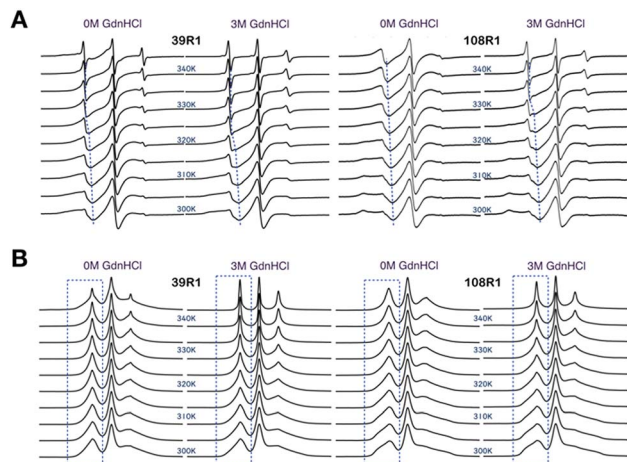 A
0M GdnHCl 39R1 3M GdnHCl 0M GdnHCl 108R1 3M GdnHCl
340K 340K
330K 330K
320K 320K
310K 310K
300K 300K
B
0M GdnHCl 39R1 3M GdnHCl 0M GdnHCl 108R1 3M GdnHCl
340K 340K
330K 330K
320K 320K
310K 310K
300K 300K